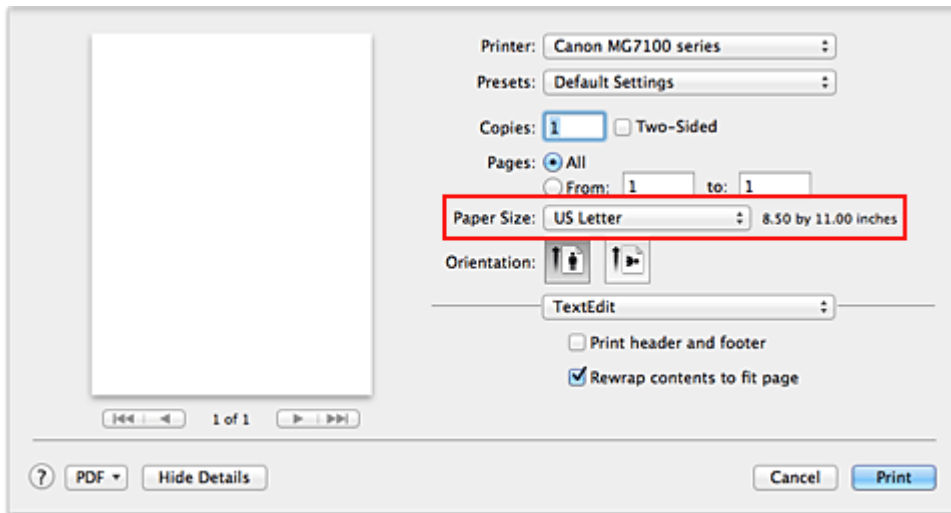 Printer: Canon MG7100 series
Presets: Default Settings
Copies: 1 Two-Sided
Pages: All
From: 1 to: 1
Paper Size: US Letter 8.50 by 11.00 inches
Orientation:
TextEdit
Print header and footer
Rewrap contents to fit page
1 of 1
? PDF Hide Details Cancel Print